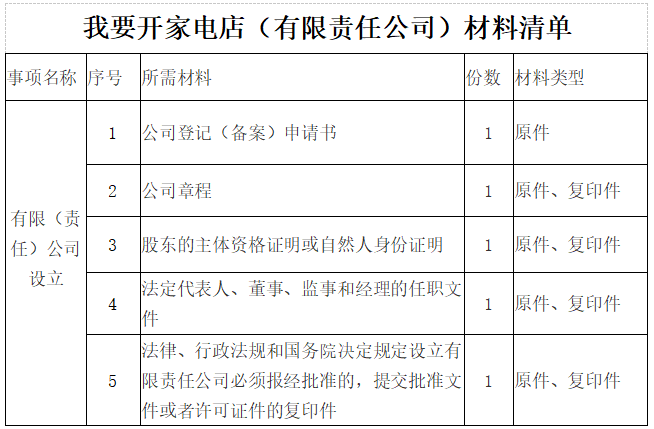 我要开家电店（有限责任公司）材料清单
事项名称 序号 所需材料 份数 材料类型
有限（责
任）公司
设立
1 公司登记（备案）申请书 1 原件
2 公司章程 1 原件、复印件
3 股东的主体资格证明或自然人身份证明 1 原件、复印件
4 法定代表人、董事、监事和经理的任职文
件 1 原件、复印件
5 法律、行政法规和国务院决定规定设立有
限责任公司必须报经批准的，提交批准文
件或者许可证件的复印件 1 原件、复印件